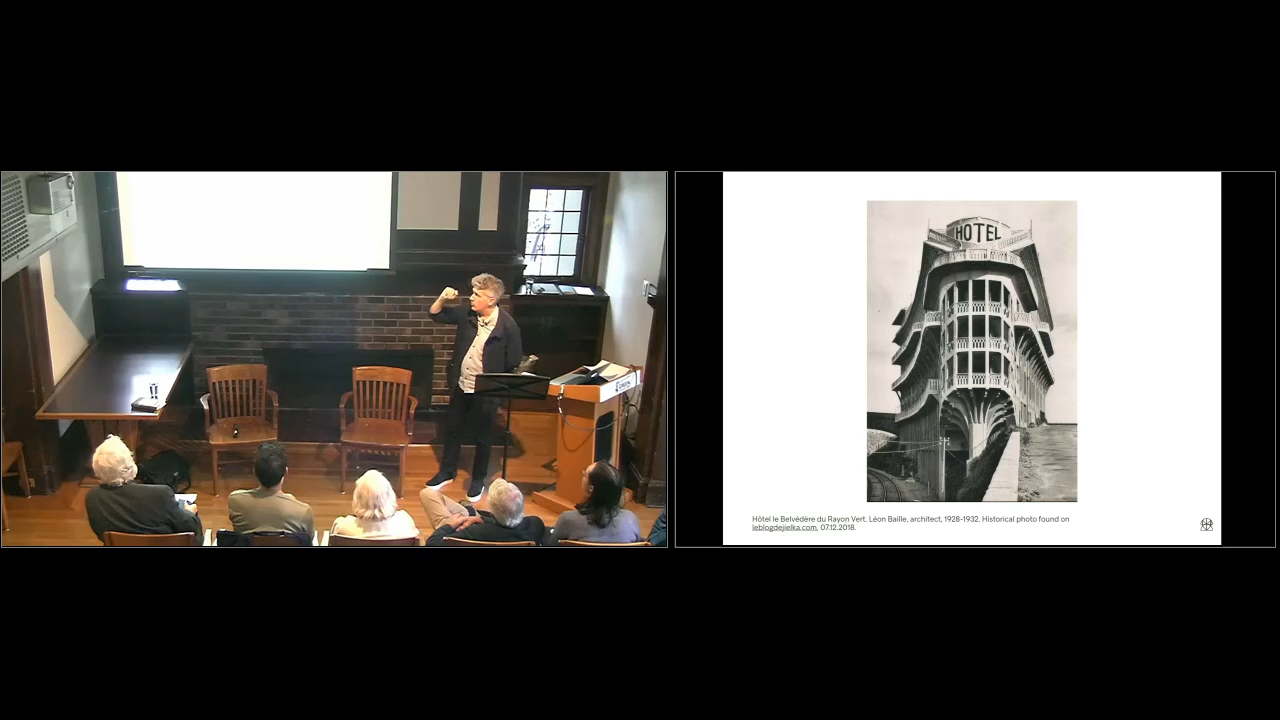 HOTEL
Hôtel le Belvédère du Rayon Vert. Léon Baille, architect, 1928-1932. Historical photo found on
leblogdejielka.com, 07.12.2018.